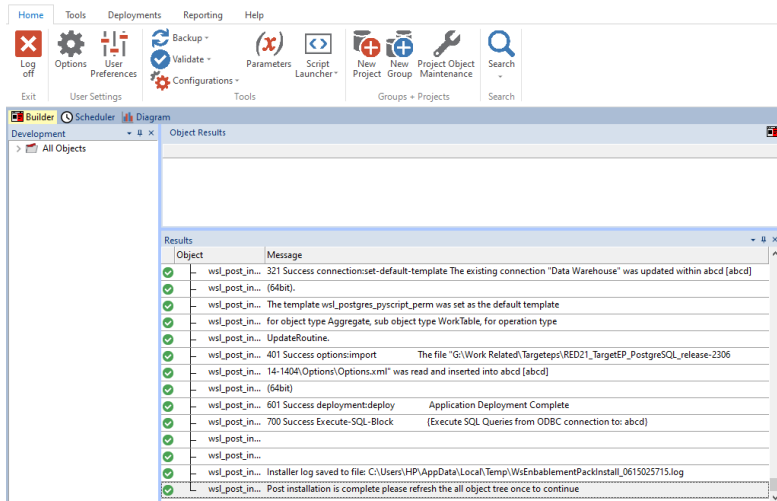 Home Tools Deployments Reporting Help
Log off
Options
User Preferences
Backup
Validate
Configurations
Parameters
Script Launcher
New Project
New Group
Project Object Maintenance
Search
Exit User Settings Tools Groups + Projects Search
Builder Scheduler Diagram
Development
All Objects
Object Results
Results
Object Message
wsl_post_in... 321 Success connection:set-default-template The existing connection "Data Warehouse" was updated within abcd [abcd]
wsl_post_in... (64bit).
wsl_post_in... The template wsl_postgres_pyscript_perm was set as the default template
wsl_post_in... for object type Aggregate, sub object type WorkTable, for operation type
wsl_post_in... UpdateRoutine.
wsl_post_in... 401 Success options:import The file "G:\Work Related\Targeteps\RED21_TargetEP_PostgreSQL_release-2306
wsl_post_in... 14-1404\Options\Options.xml" was read and inserted into abcd [abcd]
wsl_post_in... (64bit)
wsl_post_in... 601 Success deployment:deploy Application Deployment Complete
wsl_post_in... 700 Success Execute-SQL-Block {Execute SQL Queries from ODBC connection to: abcd}
wsl_post_in...
wsl_post_in...
wsl_post_in... Installer log saved to file: C:\Users\HP\AppData\Local\Temp\WsEnablementPackInstall_0615025715.log
wsl_post_in... Post installation is complete please refresh the all object tree once to continue